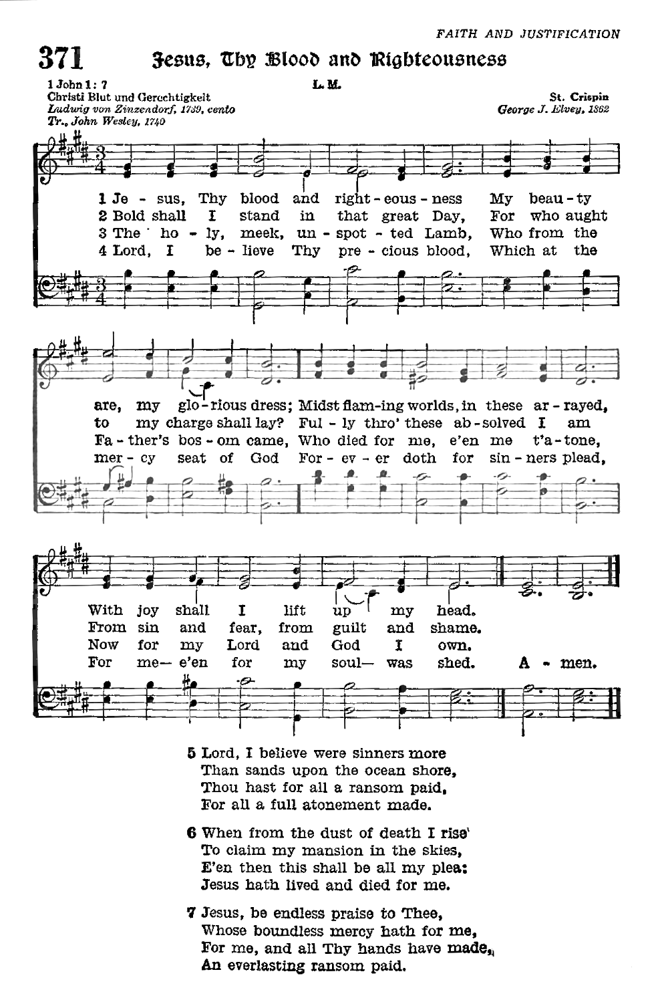 FAITH AND JUSTIFICATION
371 Jesus, Thy Blood and Righteousness
1 John 1: 7 L. M.
Christi Blut und Gerechtigkeit St. Crispin
Ludwig von Zinzendorf, 1739, cento George J. Elvey, 1862
Tr., John Wesley, 1740
1 Je - sus, Thy blood and right - eous - ness My beau - ty
2 Bold shall I stand in that great Day, For who aught
3 The ho - ly, meek, un - spot - ted Lamb, Who from the
4 Lord, I be - lieve Thy pre - cious blood, Which at the
are, my glo - rious dress; Midst flam-ing worlds, in these ar - rayed,
to my charge shall lay? Ful - ly thro' these ab - solved I am
Fa - ther's bos - om came, Who died for me, e'en me t'a - tone,
mer - cy seat of God For - ev - er doth for sin - ners plead,
With joy shall I lift up my head.
From sin and fear, from guilt and shame.
Now for my Lord and God I own.
For me— e'en for my soul— was shed. A - men.
5 Lord, I believe were sinners more
Than sands upon the ocean shore,
Thou hast for all a ransom paid,
For all a full atonement made.
6 When from the dust of death I rise
To claim my mansion in the skies,
E'en then this shall be all my plea:
Jesus hath lived and died for me.
7 Jesus, be endless praise to Thee,
Whose boundless mercy hath for me,
For me, and all Thy hands have made,
An everlasting ransom paid.